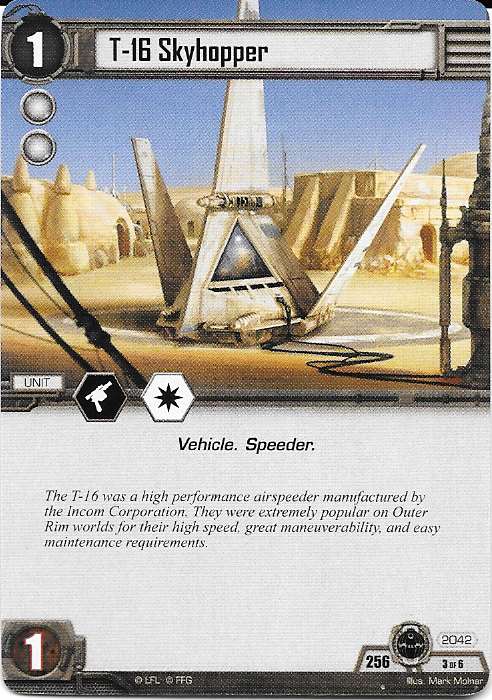 1
T-16 Skyhopper
UNIT
Vehicle. Speeder.
The T-16 was a high performance airspeeder manufactured by
the Incom Corporation. They were extremely popular on Outer
Rim worlds for their high speed, great maneuverability, and easy
maintenance requirements.
1
© LFL © FFG
256
2042
3 OF 6
Illus. Mark Molnar